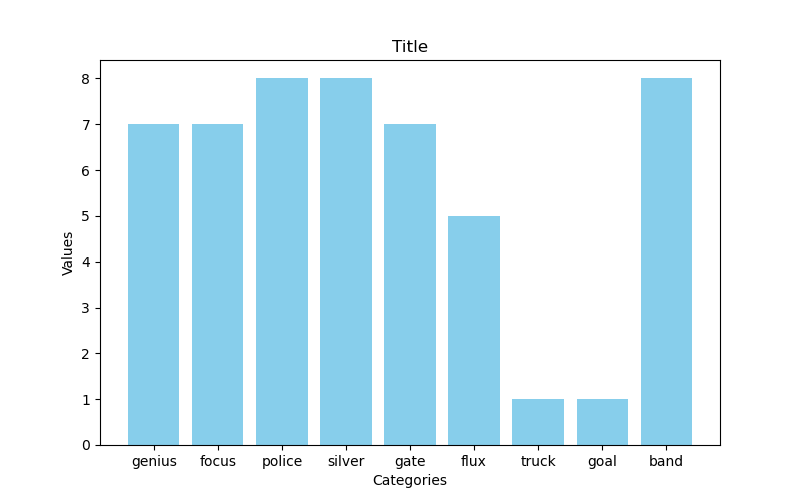 Title
Values
8
7
6
5
4
3
2
1
0
genius focus police silver gate flux truck goal band
Categories